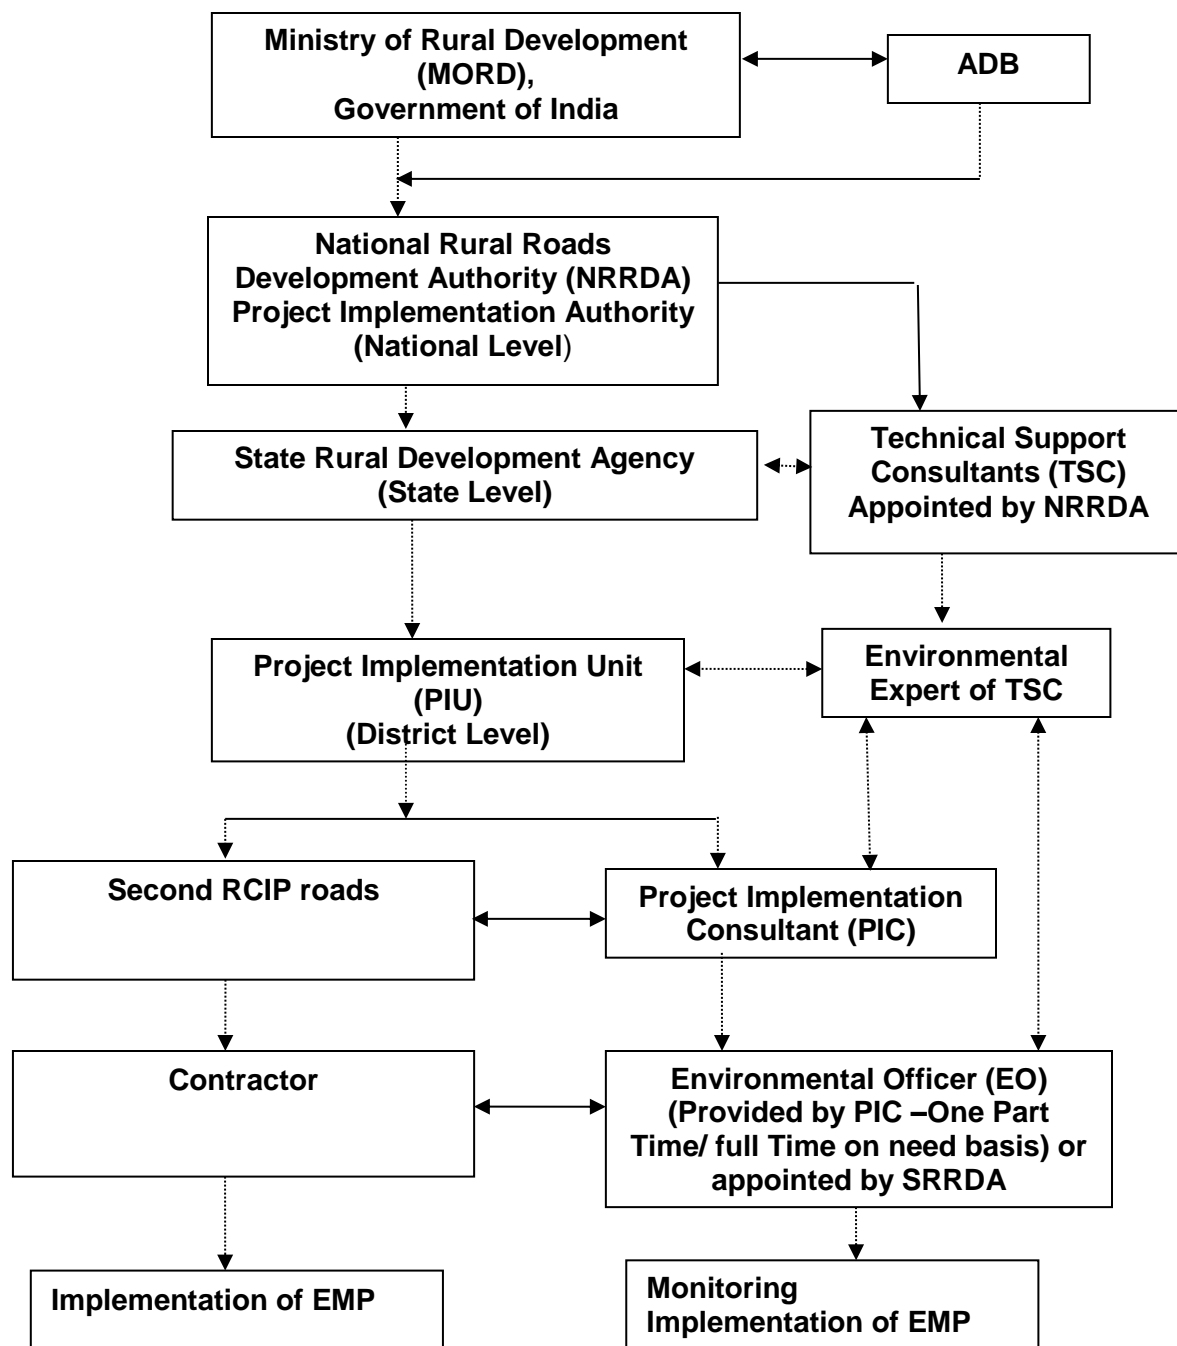 Ministry of Rural Development
(MORD),
Government of India
ADB
National Rural Roads
Development Authority (NRRDA)
Project Implementation Authority
(National Level)
State Rural Development Agency
(State Level)
Technical Support
Consultants (TSC)
Appointed by NRRDA
Project Implementation Unit
(PIU)
(District Level)
Environmental
Expert of TSC
Second RCIP roads
Project Implementation
Consultant (PIC)
Contractor
Environmental Officer (EO)
(Provided by PIC –One Part
Time/ full Time on need basis) or
appointed by SRRDA
Implementation of EMP
Monitoring
Implementation of EMP